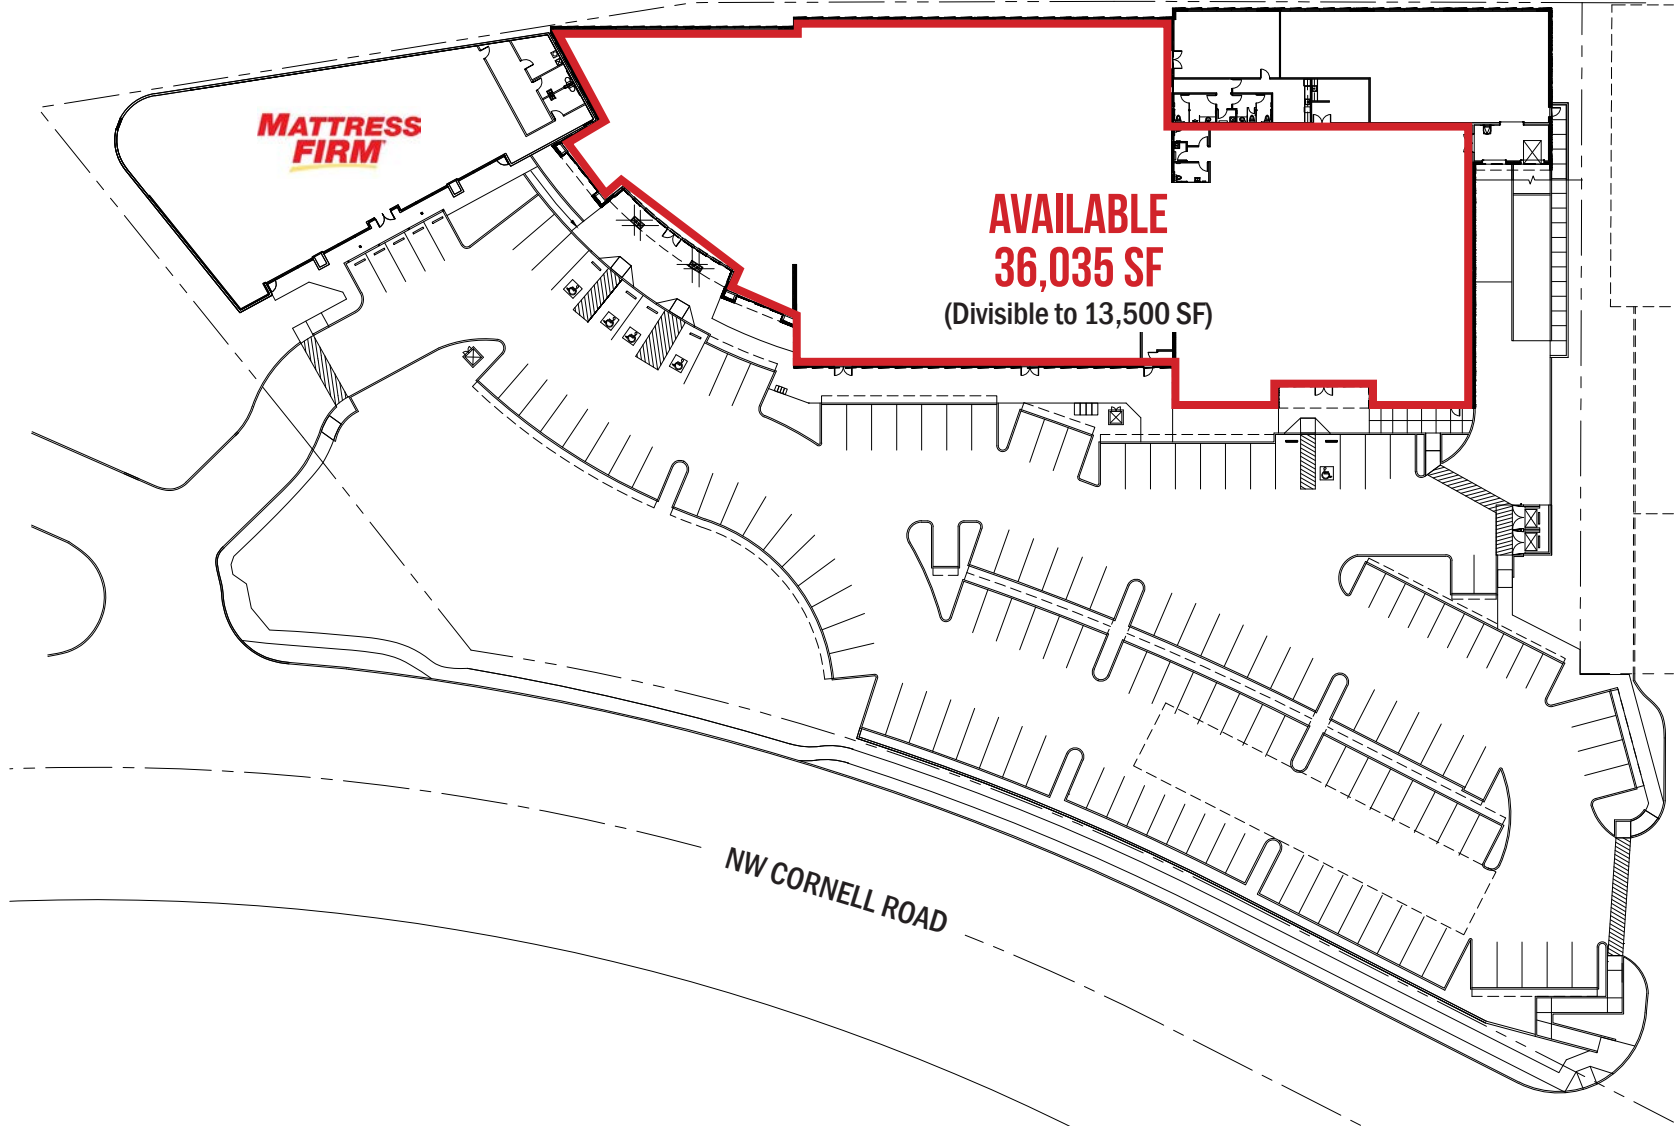 MATTRESS
FIRM
AVAILABLE
36,035 SF
(Divisible to 13,500 SF)
NW CORNELL ROAD